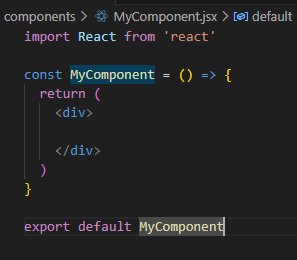 components > MyComponent.jsx > default
import React from 'react'
const MyComponent = () => {
  return (
    <div>

    </div>
  )
}

export default MyComponent